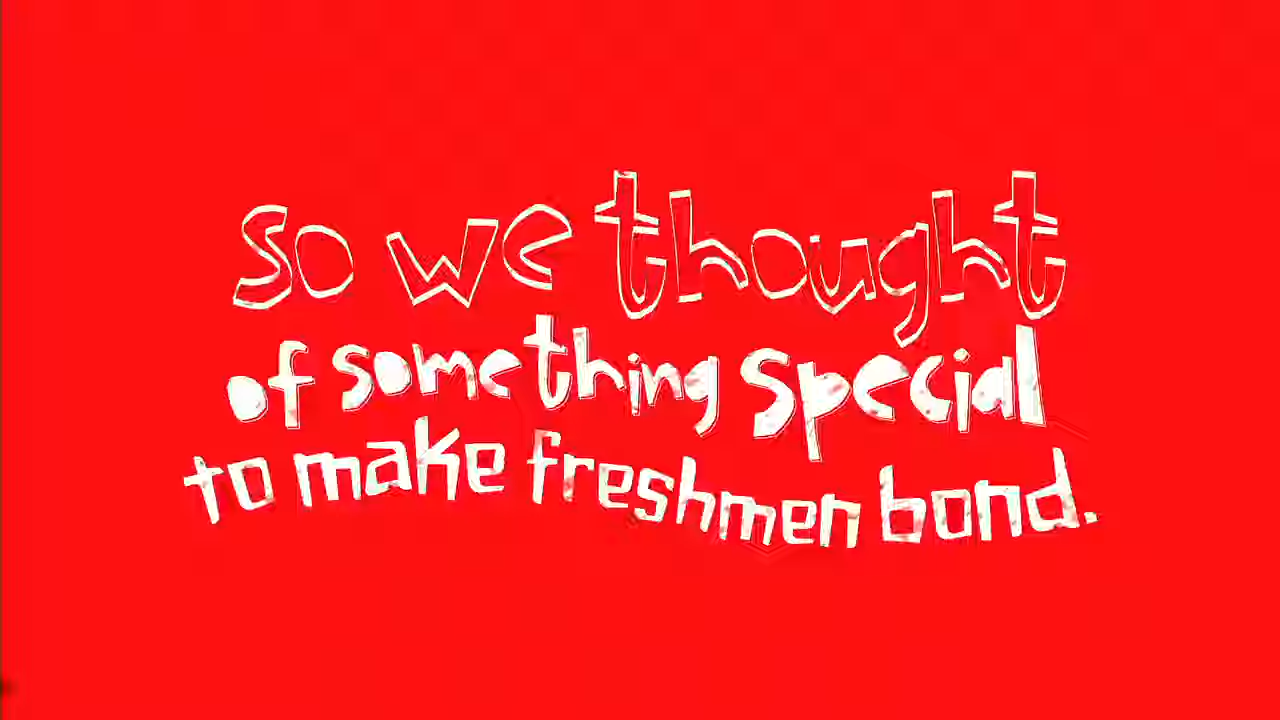 so we thought
of something special
to make freshmen bond.